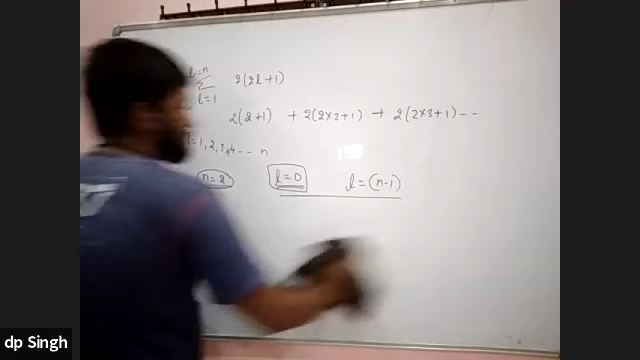 l=n
Σ 2(2l+1)
l=1
2(2+1) + 2(2×2+1) + 2(2×3+1) --
l=1,2,3,4-- n
n=2 l=0 l=(n-1)
dp Singh